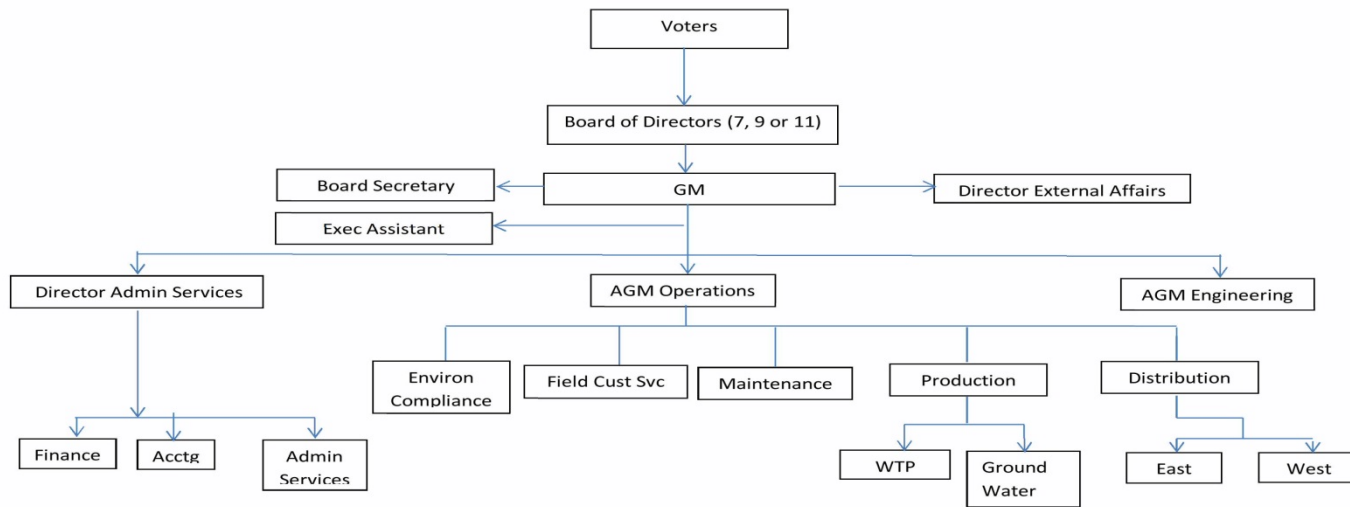 Voters
Board of Directors (7, 9 or 11)
Board Secretary
GM
Director External Affairs
Exec Assistant
Director Admin Services
AGM Operations
AGM Engineering
Environ
Compliance
Field Cust Svc
Maintenance
Production
Distribution
Finance
Acctg
Admin
Services
WTP
Ground
Water
East
West